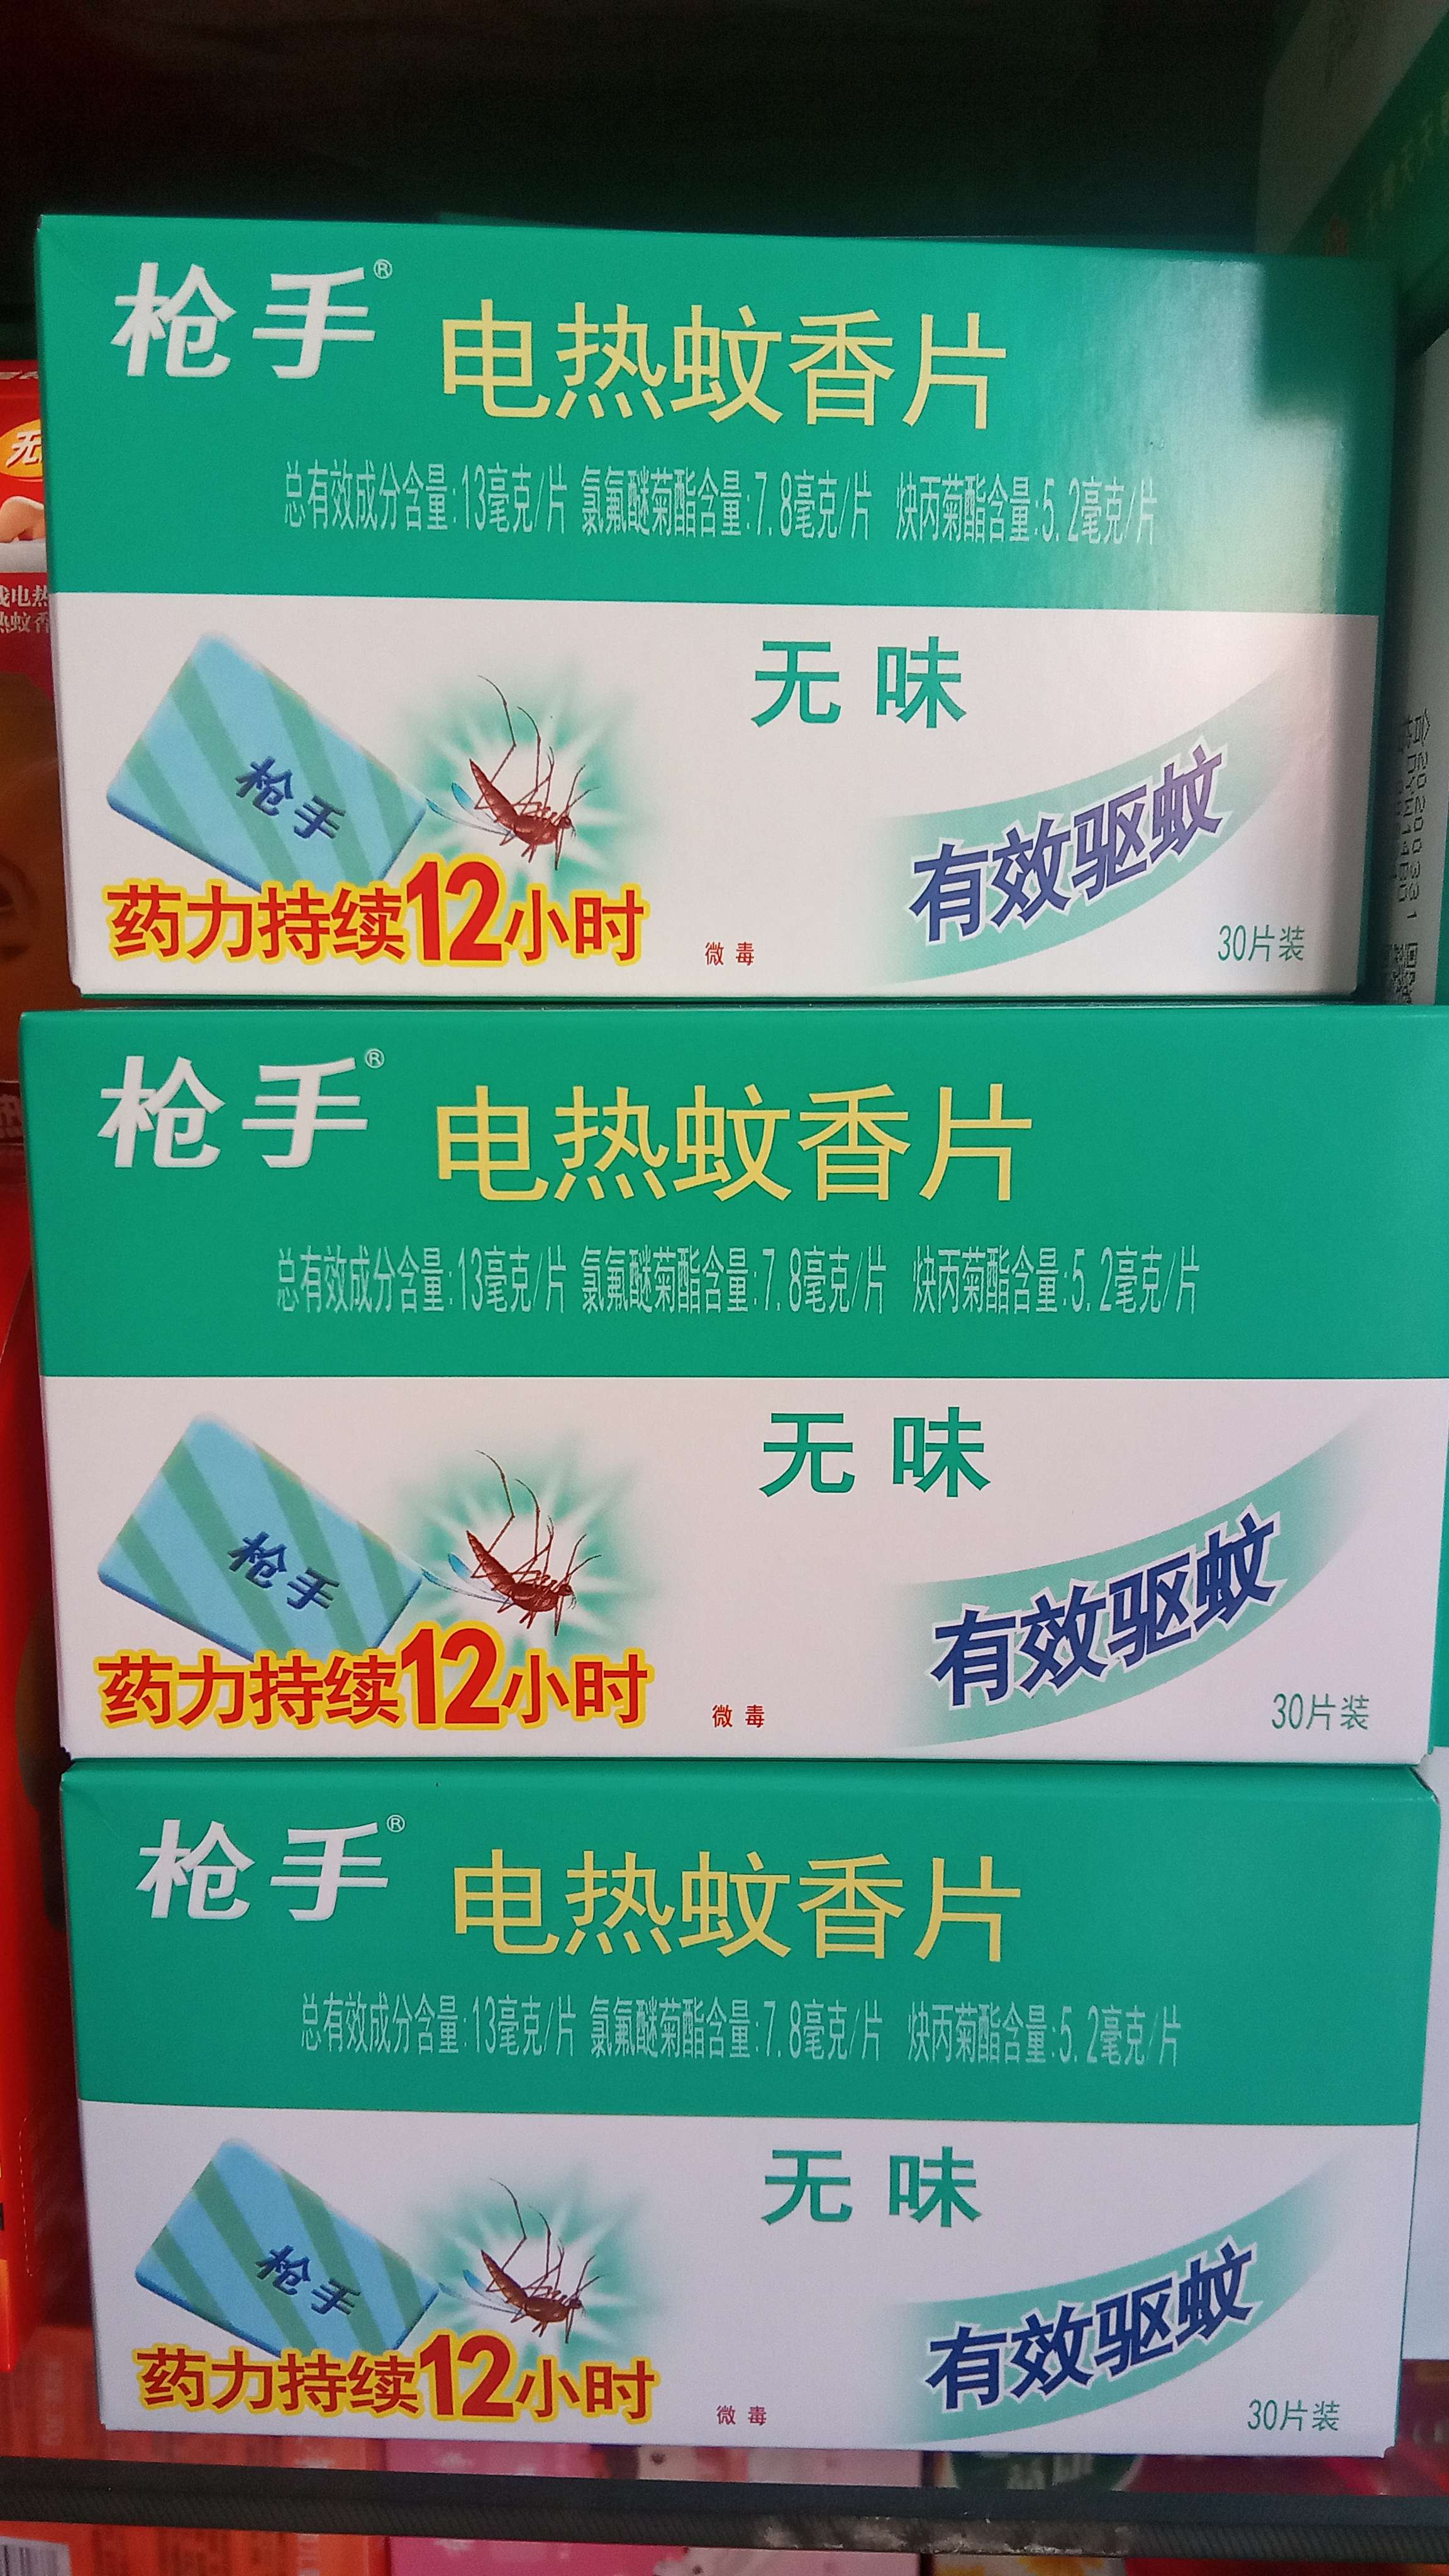 枪手®
电热蚊香片
总有效成分含量:13毫克/片 氯氟醚菊酯含量:7.8毫克/片 炔丙菊酯含量:5.2毫克/片
无味
枪手
有效驱蚊
药力持续12小时
微毒
30片装
枪手®
电热蚊香片
总有效成分含量:13毫克/片 氯氟醚菊酯含量:7.8毫克/片 炔丙菊酯含量:5.2毫克/片
无味
枪手
有效驱蚊
药力持续12小时
微毒
30片装
枪手®
电热蚊香片
总有效成分含量:13毫克/片 氯氟醚菊酯含量:7.8毫克/片 炔丙菊酯含量:5.2毫克/片
无味
枪手
有效驱蚊
药力持续12小时
微毒
30片装
无
电热
蚊香